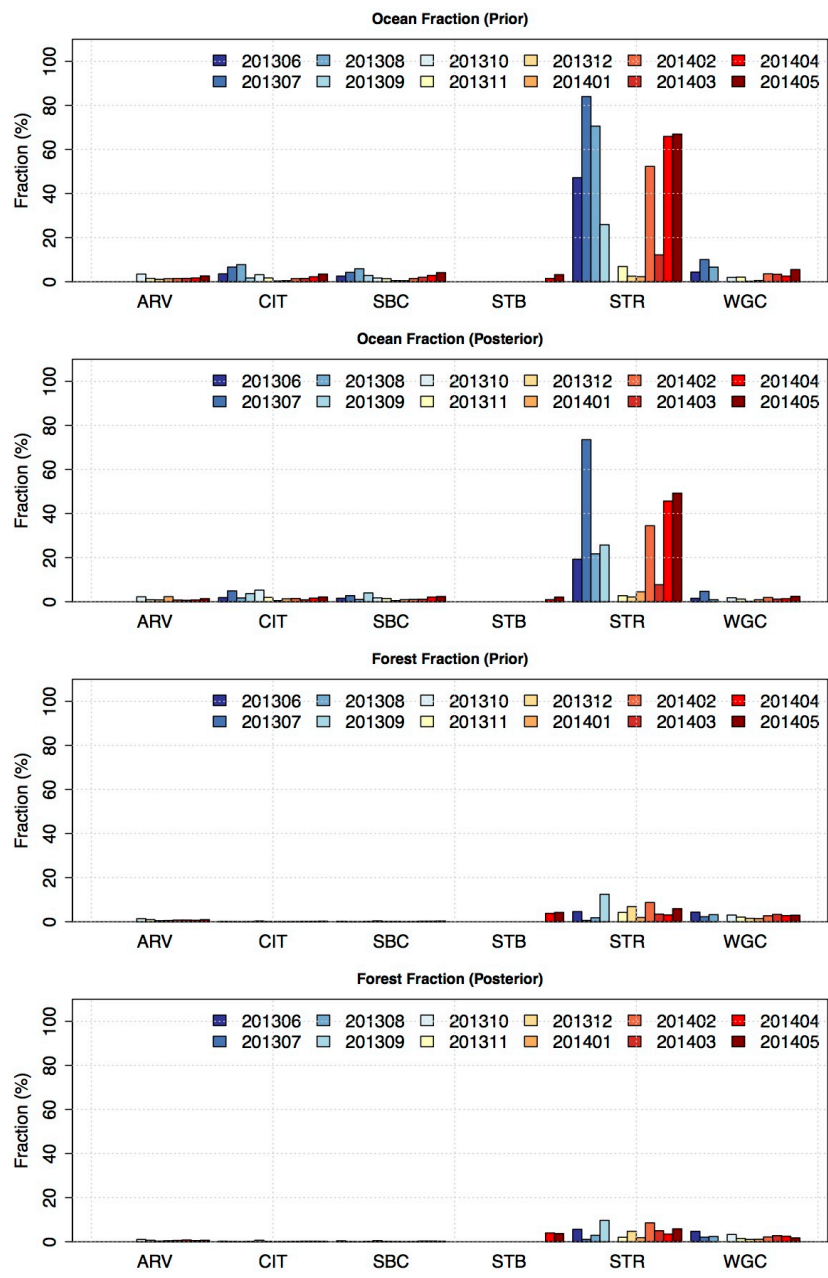 Ocean Fraction (Prior)
Fraction (%)
100
80
60
40
20
0
201306 201308 201310 201312 201402 201404
201307 201309 201311 201401 201403 201405
ARV CIT SBC STB STR WGC
Ocean Fraction (Posterior)
Fraction (%)
100
80
60
40
20
0
201306 201308 201310 201312 201402 201404
201307 201309 201311 201401 201403 201405
ARV CIT SBC STB STR WGC
Forest Fraction (Prior)
Fraction (%)
100
80
60
40
20
0
201306 201308 201310 201312 201402 201404
201307 201309 201311 201401 201403 201405
ARV CIT SBC STB STR WGC
Forest Fraction (Posterior)
Fraction (%)
100
80
60
40
20
0
201306 201308 201310 201312 201402 201404
201307 201309 201311 201401 201403 201405
ARV CIT SBC STB STR WGC